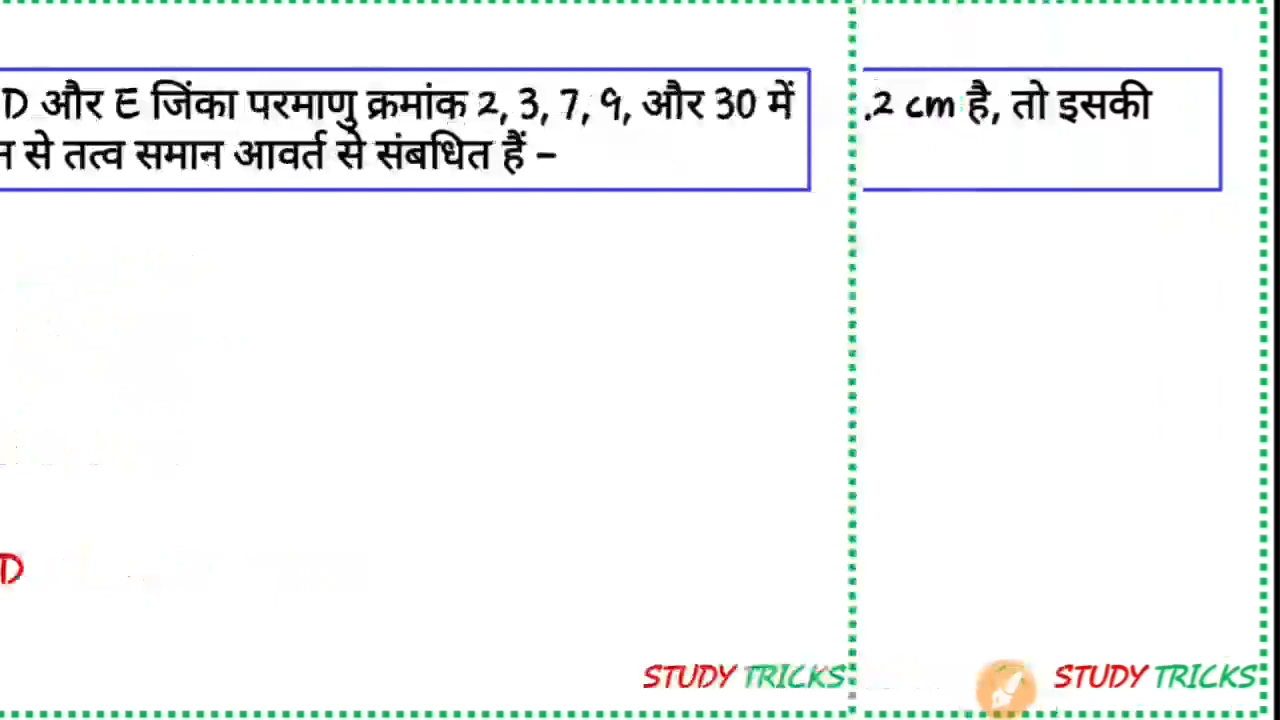 D और E जिंका परमाणु क्रमांक 2, 3, 7, 9, और 30 में
से तत्व समान आवर्त से संबधित हैं –
.2 cm है, तो इसकी
D
STUDY TRICKS
STUDY TRICKS